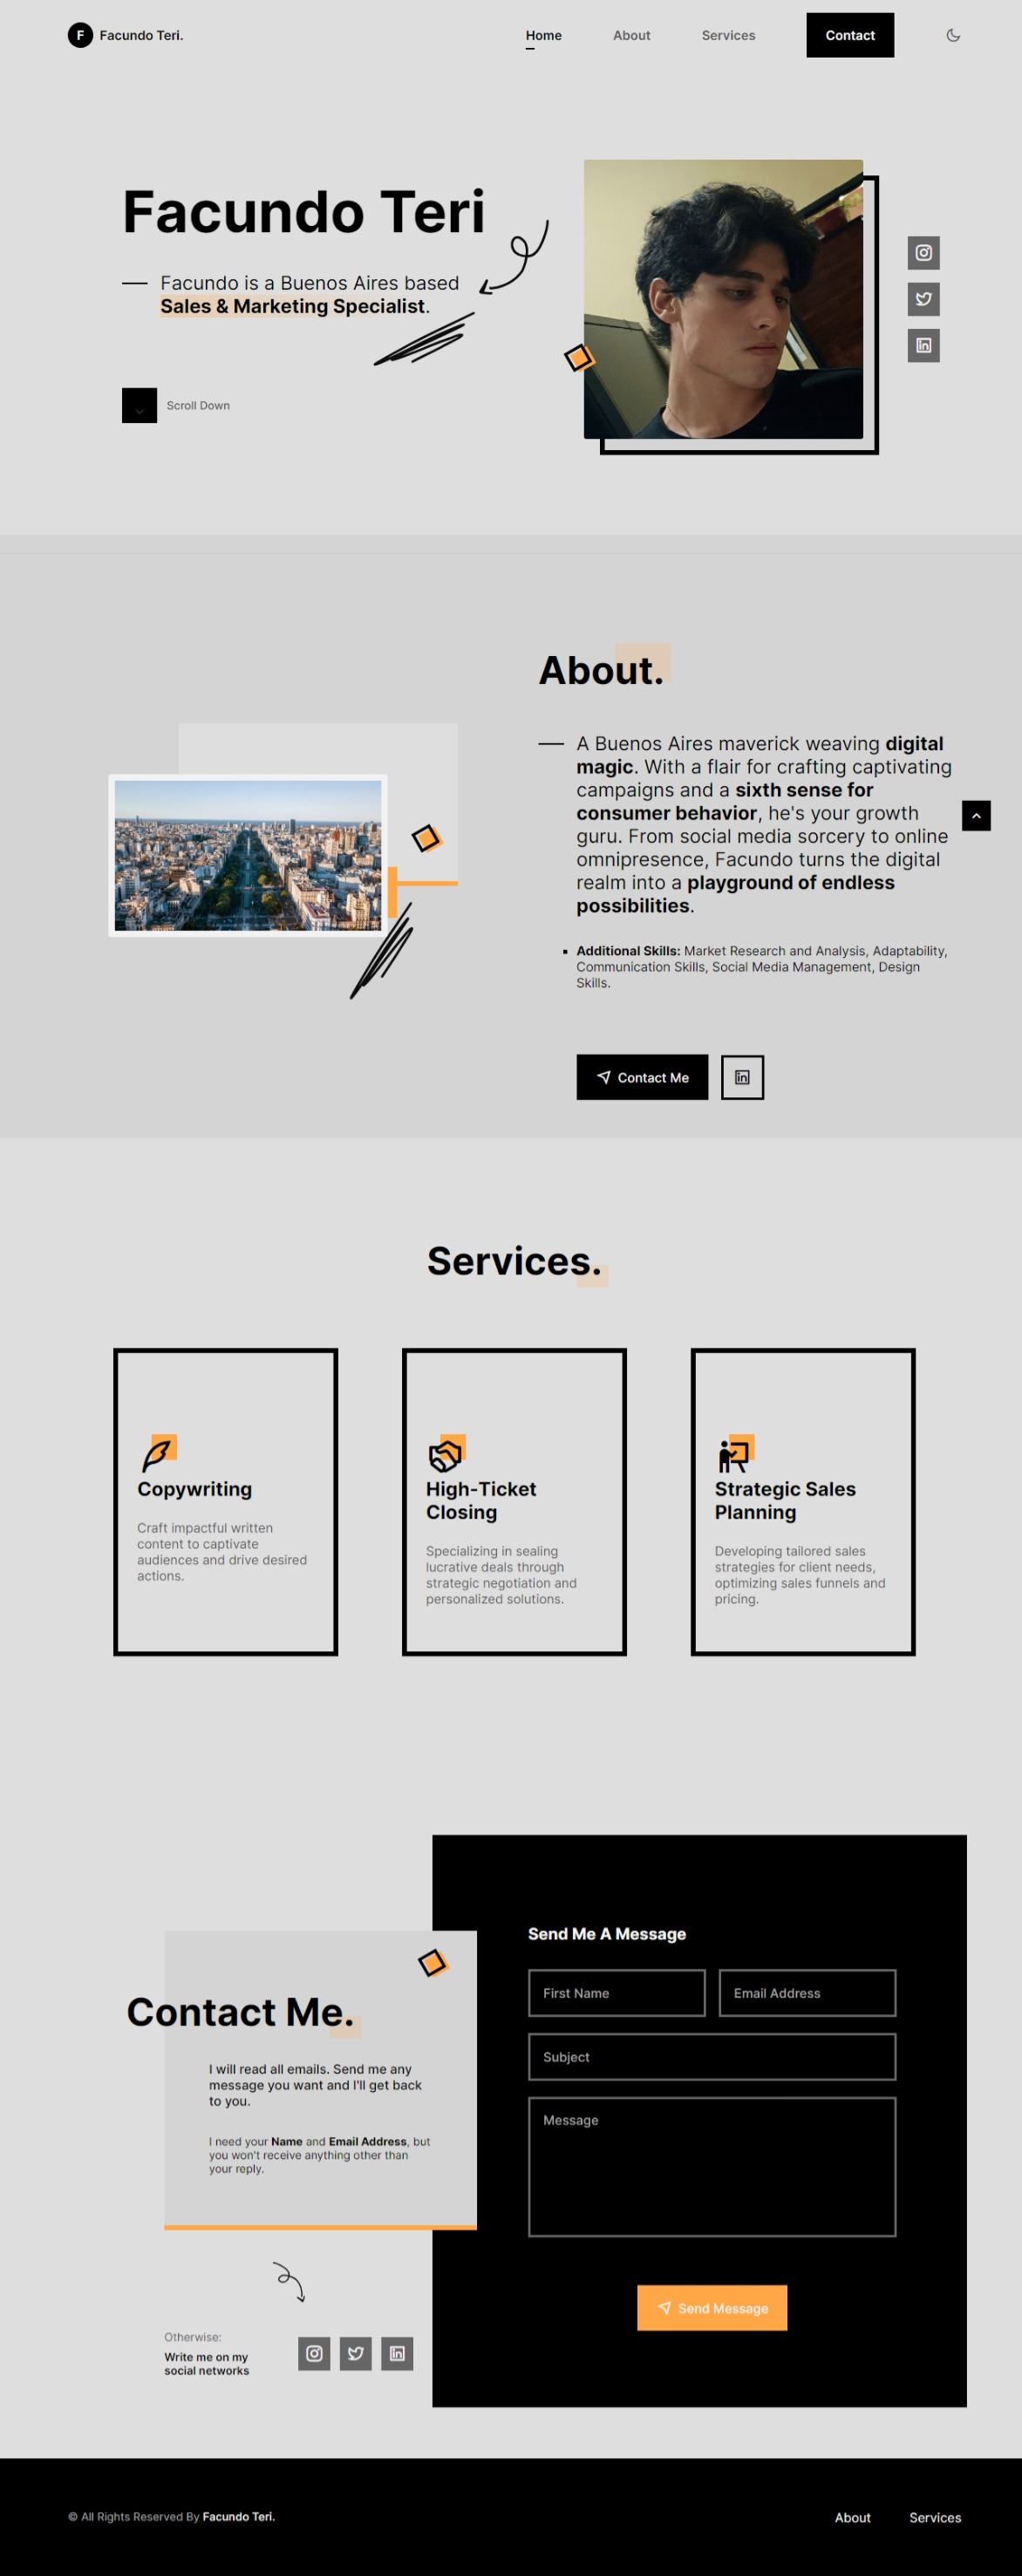 F Facundo Teri.
Home About Services Contact
Facundo Teri
Facundo is a Buenos Aires based
Sales & Marketing Specialist.
Scroll Down
About.
A Buenos Aires maverick weaving digital
magic. With a flair for crafting captivating
campaigns and a sixth sense for
consumer behavior, he's your growth
guru. From social media sorcery to online
omnipresence, Facundo turns the digital
realm into a playground of endless
possibilities.
Additional Skills: Market Research and Analysis, Adaptability,
Communication Skills, Social Media Management, Design
Skills.
Contact Me
Services.
Copywriting
Craft impactful written
content to captivate
audiences and drive desired
actions.
High-Ticket
Closing
Specializing in sealing
lucrative deals through
strategic negotiation and
personalized solutions.
Strategic Sales
Planning
Developing tailored sales
strategies for client needs,
optimizing sales funnels and
pricing.
Contact Me.
I will read all emails. Send me any
message you want and I'll get back
to you.
I need your Name and Email Address, but
you won't receive anything other than
your reply.
Otherwise:
Write me on my
social networks
Send Me A Message
First Name
Email Address
Subject
Message
Send Message
© All Rights Reserved By Facundo Teri.
About Services